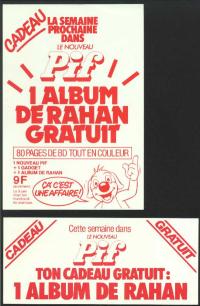 CADEAU
LA SEMAINE
PROCHAINE
DANS
LE NOUVEAU
Pif
1 ALBUM
DE RAHAN
GRATUIT
80 PAGES DE BD TOUT EN COULEUR
1 NOUVEAU PIF
+ 1 GADGET
+ 1 ALBUM DE RAHAN
9F
ÇA C'EST
UNE AFFAIRE!
CADEAU
Cette semaine dans
LE NOUVEAU
Pif
GRATUIT
TON CADEAU GRATUIT:
1 ALBUM DE RAHAN